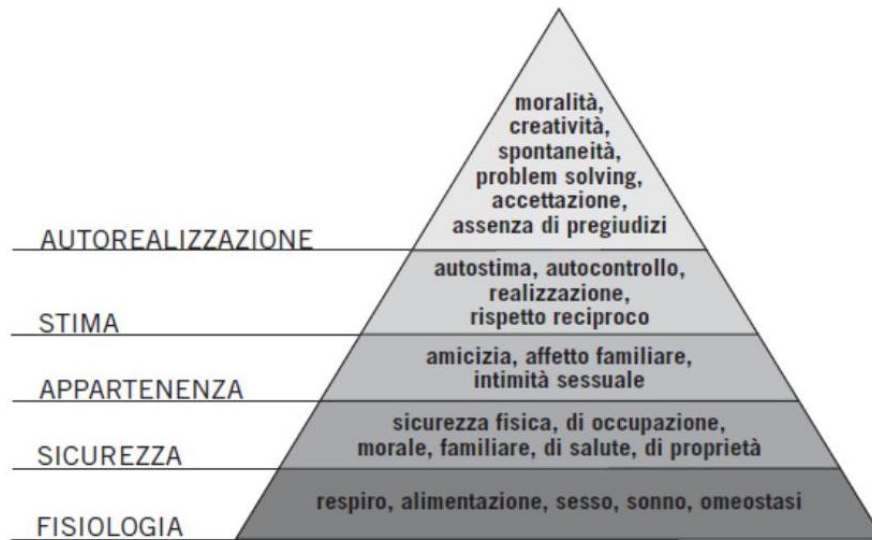 moralità,
creatività,
spontaneità,
problem solving,
accettazione,
assenza di pregiudizi
AUTOREALIZZAZIONE
autostima, autocontrollo,
realizzazione,
rispetto reciproco
STIMA
amicizia, affetto familiare,
intimità sessuale
APPARTENENZA
sicurezza fisica, di occupazione,
morale, familiare, di salute, di proprietà
SICUREZZA
respiro, alimentazione, sesso, sonno, omeostasi
FISIOLOGIA